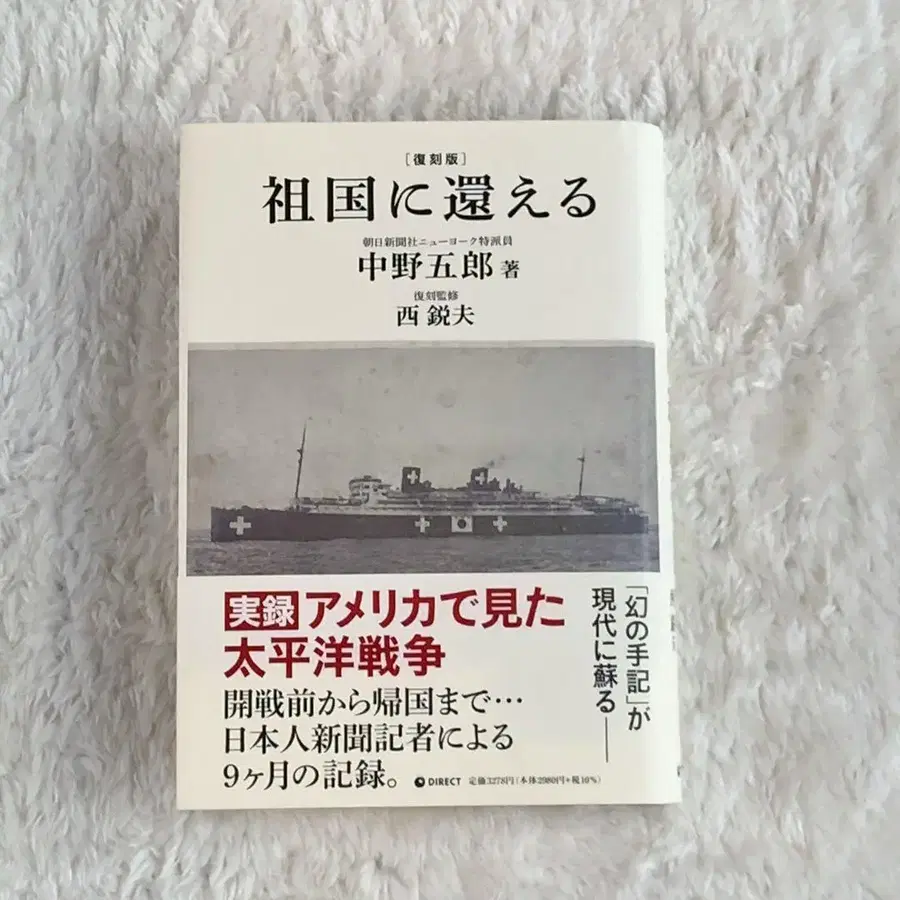 ［復刻版］
祖国に還える
朝日新聞社ニューヨーク特派員
中野五郎 著
復刻監修
西 鋭夫
「幻の手記」が
現代に蘇る──
実録 アメリカで見た
太平洋戦争
開戦前から帰国まで…
日本人新聞記者による
9ヶ月の記録。
DIRECT 定価3278円（本体2980円+税10%）